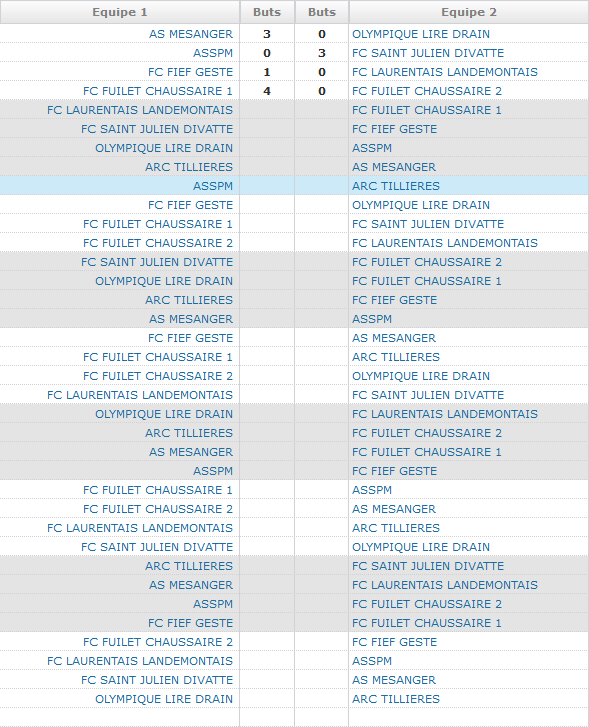 Equipe 1 Buts Buts Equipe 2
AS MESANGER 3 0 OLYMPIQUE LIRE DRAIN
ASSPM 0 3 FC SAINT JULIEN DIVATTE
FC FIEF GESTE 1 0 FC LAURENTAIS LANDEMONTAIS
FC FUILET CHAUSSAIRE 1 4 0 FC FUILET CHAUSSAIRE 2
FC LAURENTAIS LANDEMONTAIS FC FUILET CHAUSSAIRE 1
FC SAINT JULIEN DIVATTE FC FIEF GESTE
OLYMPIQUE LIRE DRAIN ASSPM
ARC TILLIERES AS MESANGER
ASSPM ARC TILLIERES
FC FIEF GESTE OLYMPIQUE LIRE DRAIN
FC FUILET CHAUSSAIRE 1 FC SAINT JULIEN DIVATTE
FC FUILET CHAUSSAIRE 2 FC LAURENTAIS LANDEMONTAIS
FC SAINT JULIEN DIVATTE FC FUILET CHAUSSAIRE 2
OLYMPIQUE LIRE DRAIN FC FUILET CHAUSSAIRE 1
ARC TILLIERES FC FIEF GESTE
AS MESANGER ASSPM
FC FIEF GESTE AS MESANGER
FC FUILET CHAUSSAIRE 1 ARC TILLIERES
FC FUILET CHAUSSAIRE 2 OLYMPIQUE LIRE DRAIN
FC LAURENTAIS LANDEMONTAIS FC SAINT JULIEN DIVATTE
OLYMPIQUE LIRE DRAIN FC LAURENTAIS LANDEMONTAIS
ARC TILLIERES FC FUILET CHAUSSAIRE 2
AS MESANGER FC FUILET CHAUSSAIRE 1
ASSPM FC FIEF GESTE
FC FUILET CHAUSSAIRE 1 ASSPM
FC FUILET CHAUSSAIRE 2 AS MESANGER
FC LAURENTAIS LANDEMONTAIS ARC TILLIERES
FC SAINT JULIEN DIVATTE OLYMPIQUE LIRE DRAIN
ARC TILLIERES FC SAINT JULIEN DIVATTE
AS MESANGER FC LAURENTAIS LANDEMONTAIS
ASSPM FC FUILET CHAUSSAIRE 2
FC FIEF GESTE FC FUILET CHAUSSAIRE 1
FC FUILET CHAUSSAIRE 2 FC FIEF GESTE
FC LAURENTAIS LANDEMONTAIS ASSPM
FC SAINT JULIEN DIVATTE AS MESANGER
OLYMPIQUE LIRE DRAIN ARC TILLIERES